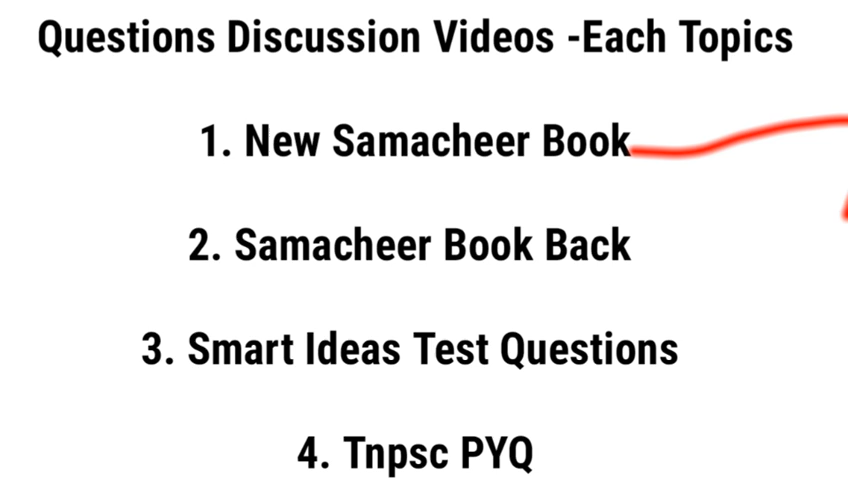 Questions Discussion Videos -Each Topics
1. New Samacheer Book
2. Samacheer Book Back
3. Smart Ideas Test Questions
4. Tnpsc PYQ